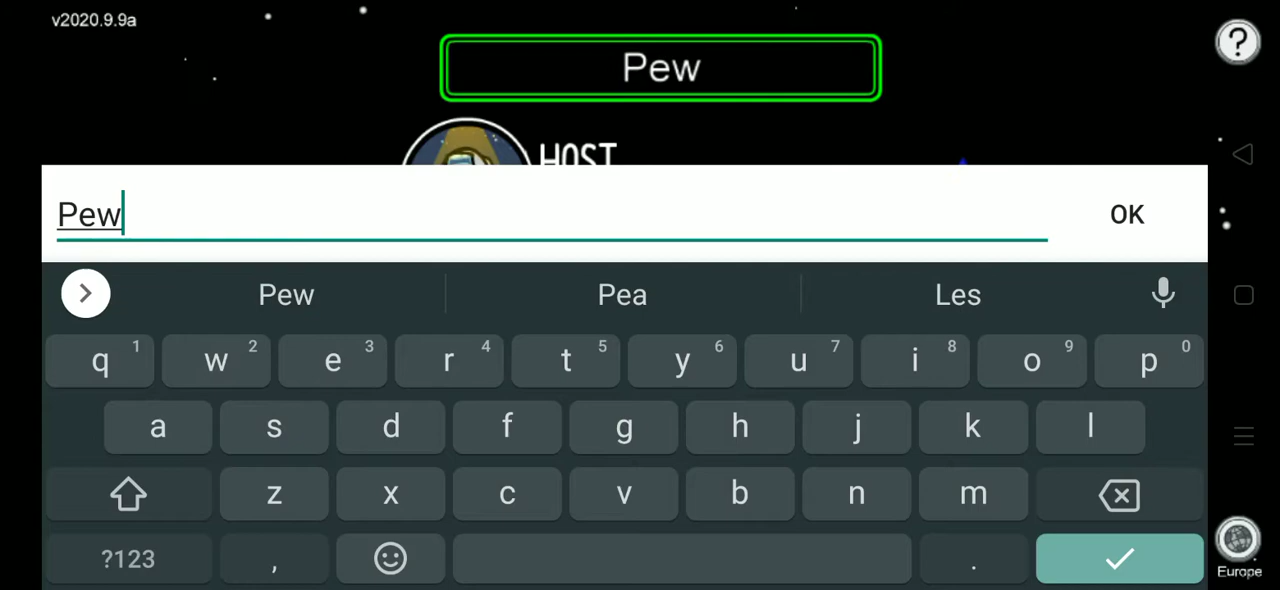 v2020.9.9a
Pew
HOST
Pew OK
Pew Pea Les
q 1 w 2 e 3 r 4 t 5 y 6 u 7 i 8 o 9 p 0
a s d f g h j k l
z x c v b n m
?123 , .
Europe
?